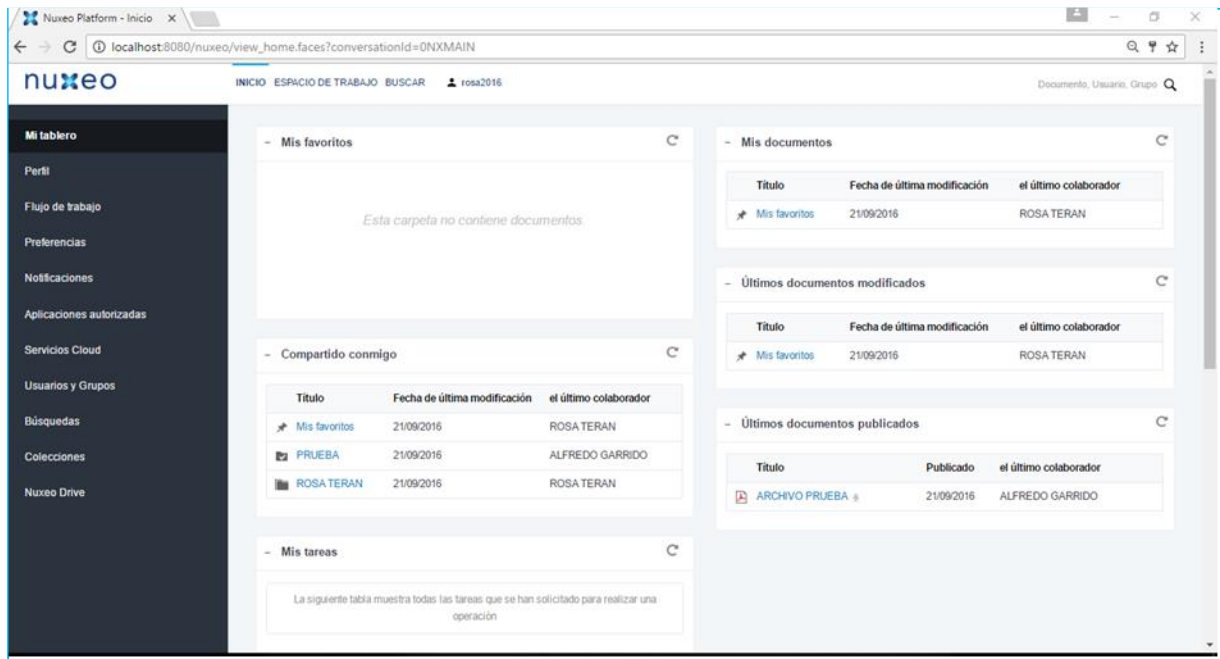 Nuxeo Platform - Inicio
localhost:8080/nuxeo/view_home.faces?conversationId=0NXMAIN
nuxeo
INICIO ESPACIO DE TRABAJO BUSCAR rosa2016
Documento, Usuario, Grupo
Mi tablero
Perfil
Flujo de trabajo
Preferencias
Notificaciones
Aplicaciones autorizadas
Servicios Cloud
Usuarios y Grupos
Búsquedas
Colecciones
Nuxeo Drive
Mis favoritos
Esta carpeta no contiene documentos.
Compartido conmigo
Título Fecha de última modificación el último colaborador
Mis favoritos 21/09/2016 ROSA TERAN
PRUEBA 21/09/2016 ALFREDO GARRIDO
ROSA TERAN 21/09/2016 ROSA TERAN
Mis tareas
La siguiente tabla muestra todas las tareas que se han solicitado para realizar una
operación
Mis documentos
Título Fecha de última modificación el último colaborador
Mis favoritos 21/09/2016 ROSA TERAN
Últimos documentos modificados
Título Fecha de última modificación el último colaborador
Mis favoritos 21/09/2016 ROSA TERAN
Últimos documentos publicados
Título Publicado el último colaborador
ARCHIVO PRUEBA 21/09/2016 ALFREDO GARRIDO